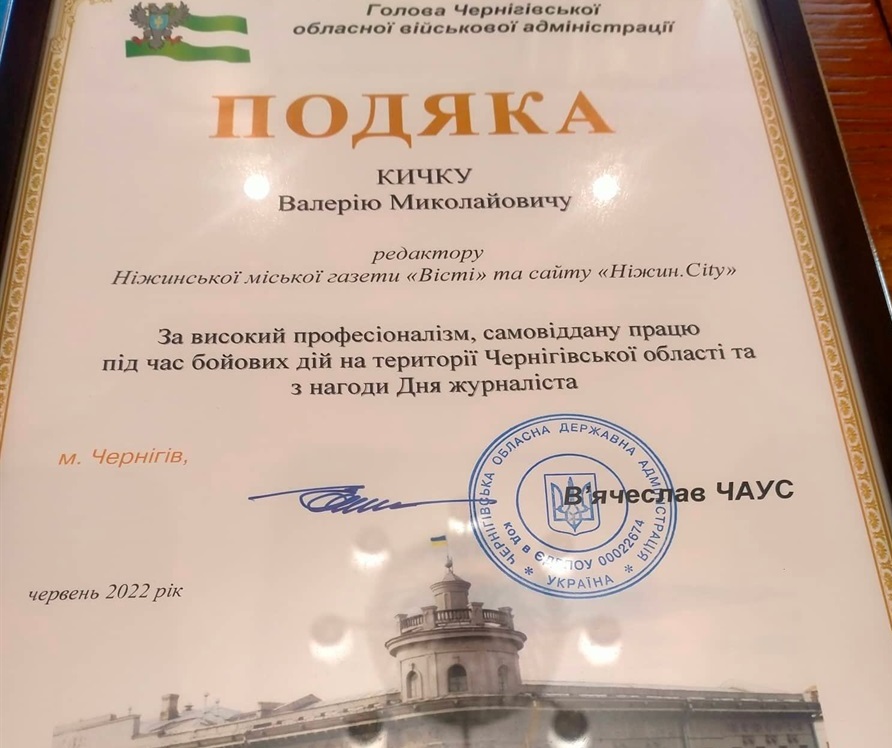 Голова Чернігівської
обласної військової адміністрації
ПОДЯКА
КИЧКУ
Валерію Миколайовичу
редактору
Ніжинської міської газети «Вісті» та сайту «Ніжин.City»
За високий професіоналізм, самовіддану працю
під час бойових дій на території Чернігівської області та
з нагоди Дня журналіста
м. Чернігів,
В'ячеслав ЧАУС
ЧЕРНІГІВСЬКА ОБЛАСНА ДЕРЖАВНА АДМІНІСТРАЦІЯ
код в ЄДРПОУ 00022674
* УКРАЇНА *
червень 2022 рік